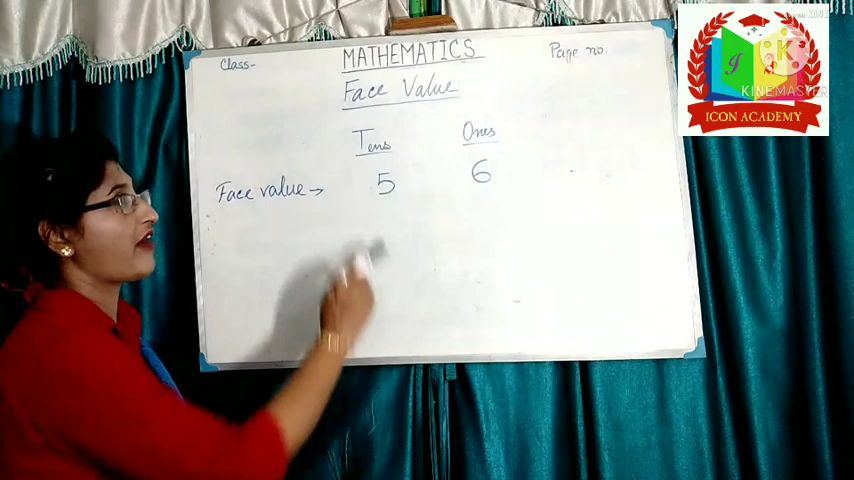 Class-
MATHEMATICS
Page no
Face Value
Tens
Ones
Face value →
5
6
KINEMASTER
ICON ACADEMY